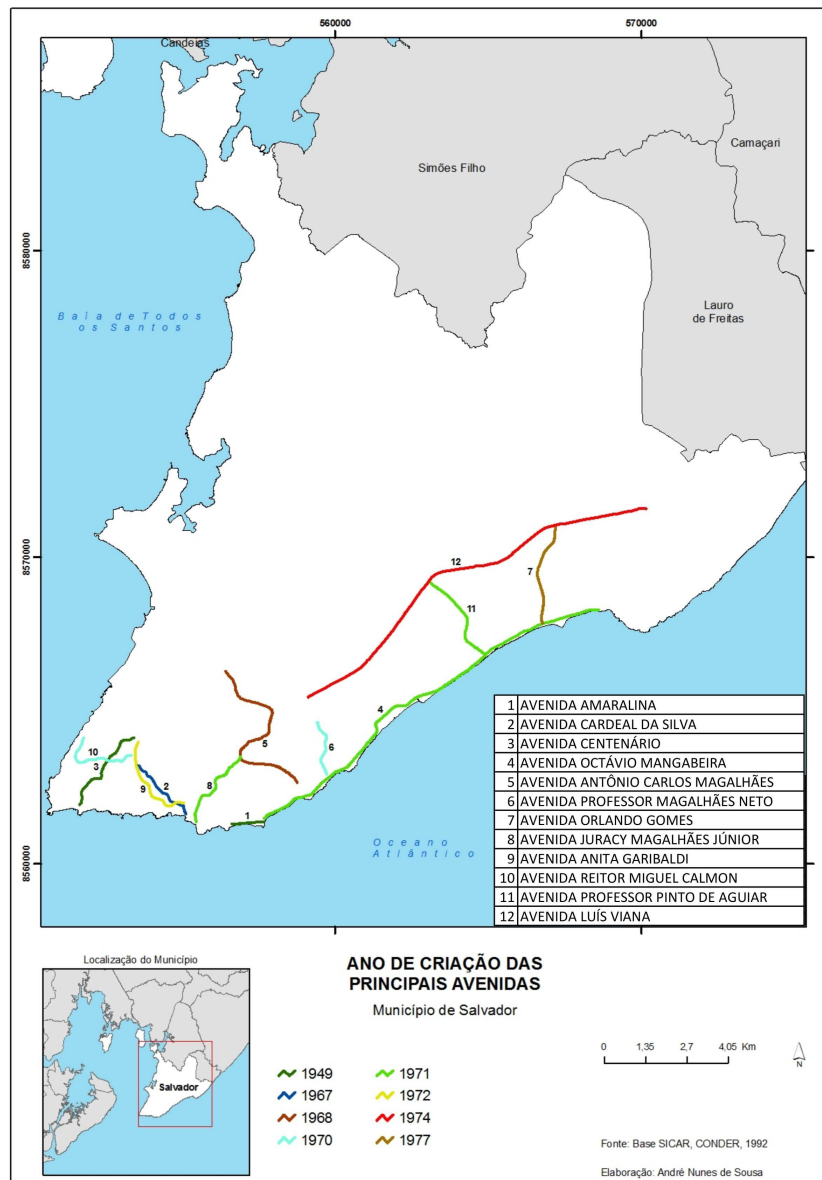 560000
570000
Candeias
Camaçari
Simões Filho
8580000
Lauro
de Freitas
Baía de Todos
os Santos
8570000
12
7
11
4
5
6
10
3
2
9
8
1
1 AVENIDA AMARALINA
2 AVENIDA CARDEAL DA SILVA
3 AVENIDA CENTENÁRIO
4 AVENIDA OCTÁVIO MANGABEIRA
5 AVENIDA ANTÔNIO CARLOS MAGALHÃES
6 AVENIDA PROFESSOR MAGALHÃES NETO
7 AVENIDA ORLANDO GOMES
8 AVENIDA JURACY MAGALHÃES JÚNIOR
9 AVENIDA ANITA GARIBALDI
10 AVENIDA REITOR MIGUEL CALMON
11 AVENIDA PROFESSOR PINTO DE AGUIAR
12 AVENIDA LUÍS VIANA
Oceano
Atlântico
8560000
Localização do Município
Salvador
ANO DE CRIAÇÃO DAS
PRINCIPAIS AVENIDAS
Município de Salvador
1949
1967
1968
1970
1971
1972
1974
1977
0 1,35 2,7 4,05 Km
N
Fonte: Base SICAR, CONDER, 1992
Elaboração: André Nunes de Sousa